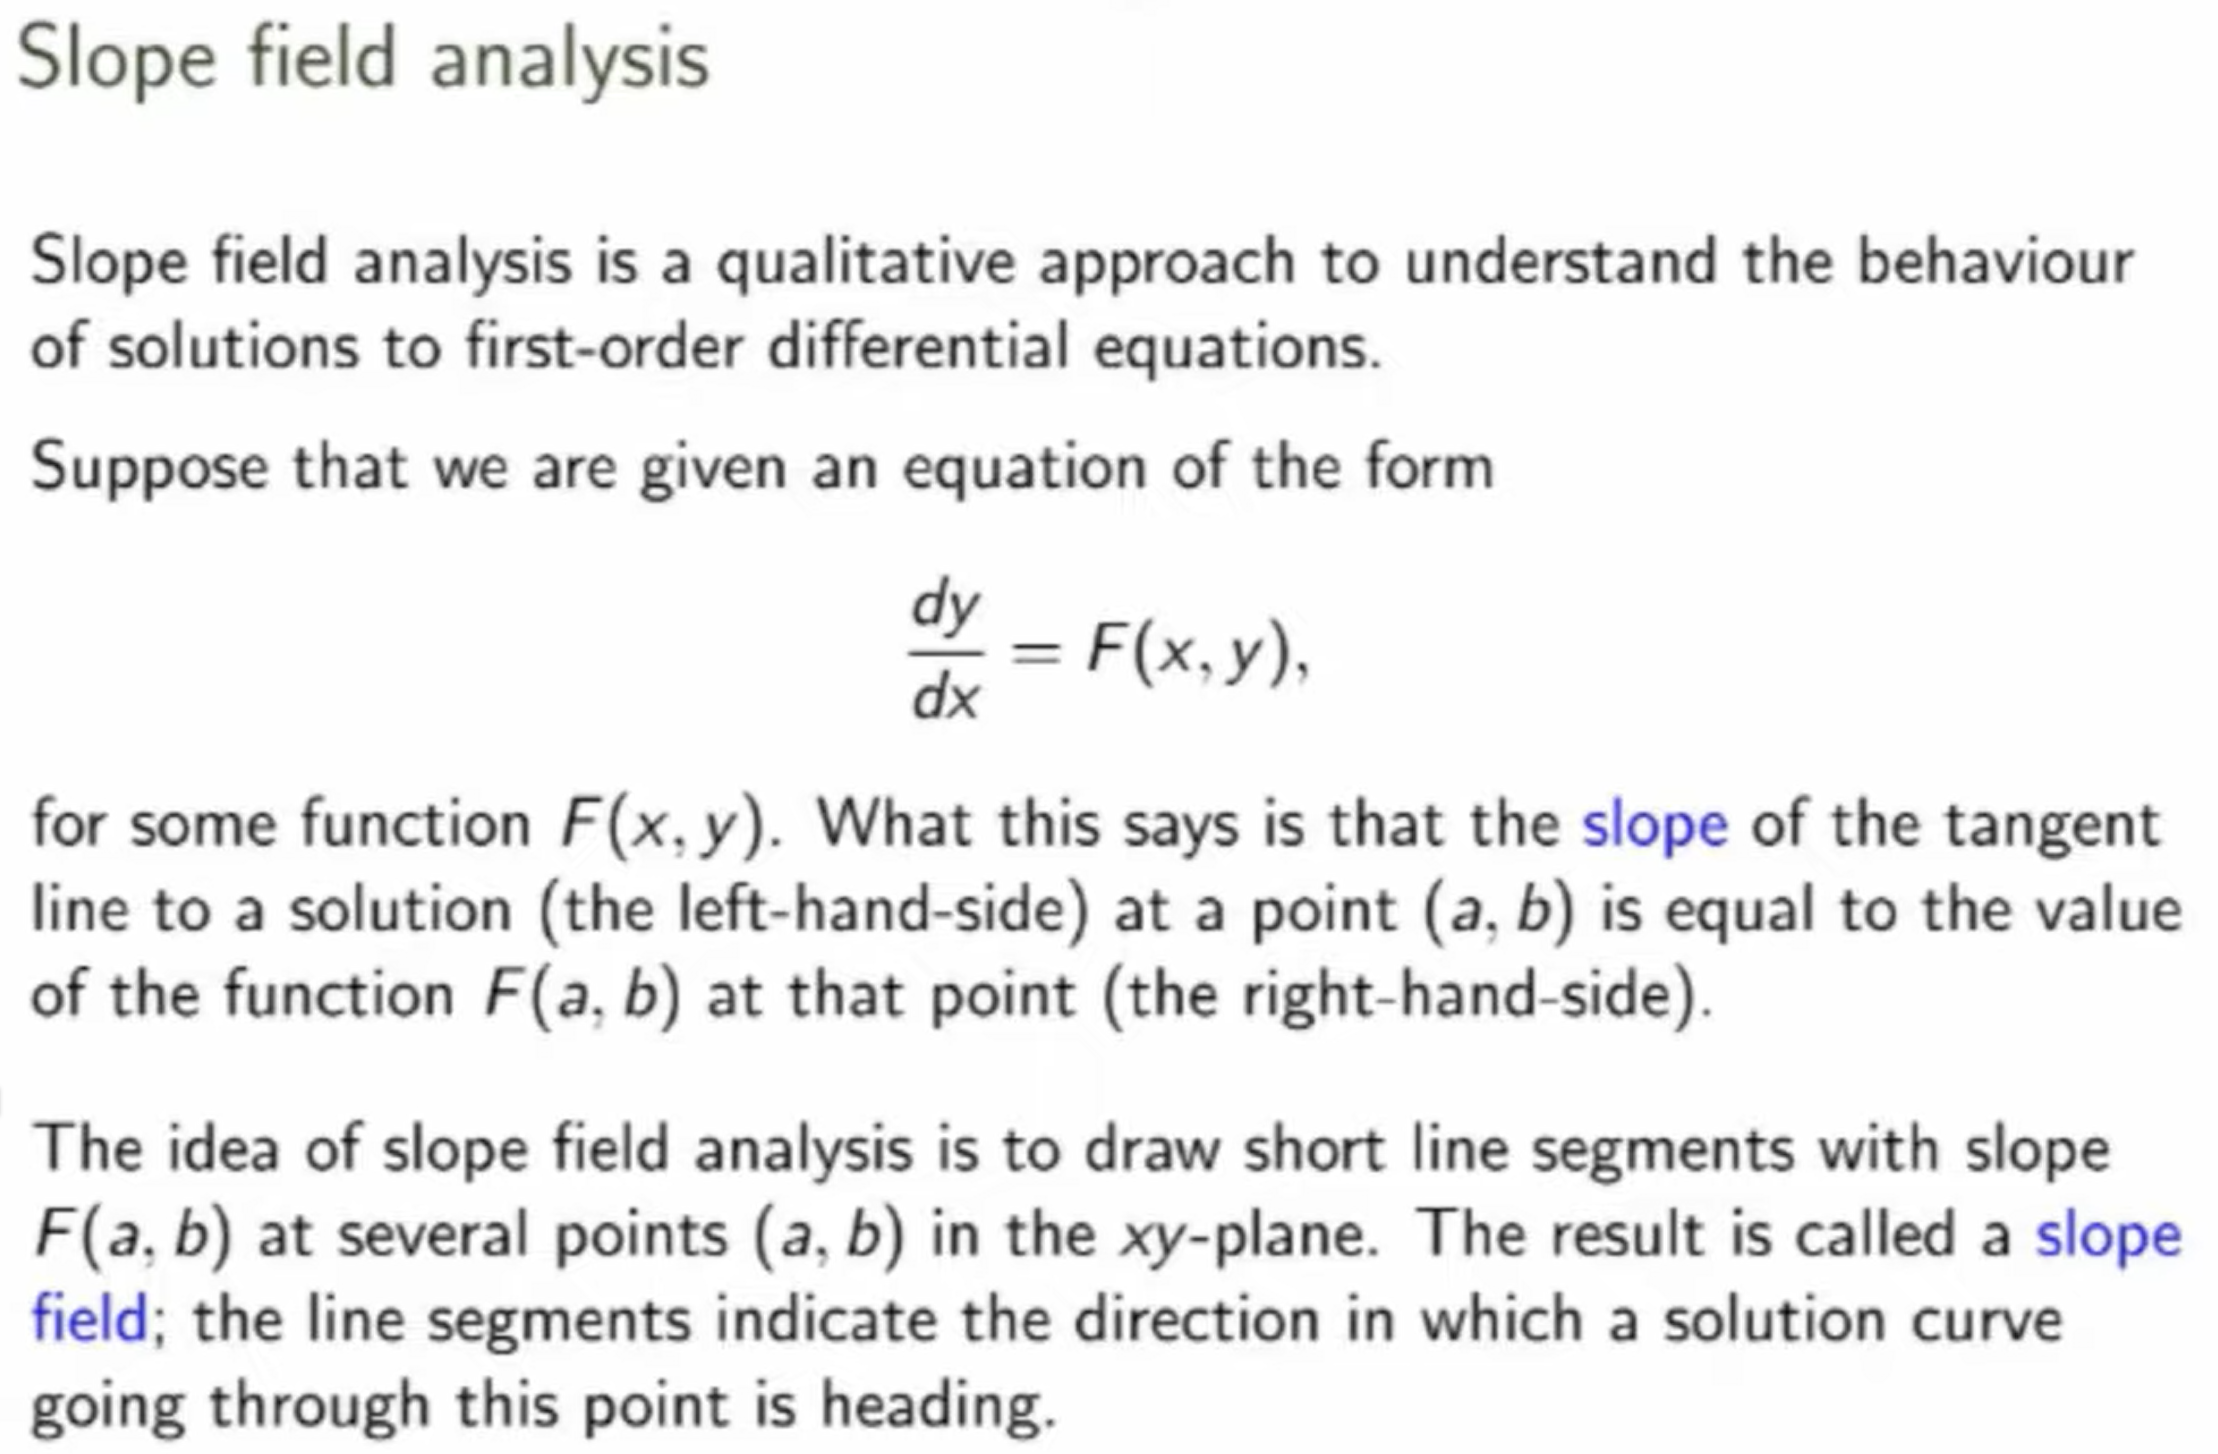 Slope field analysis
Slope field analysis is a qualitative approach to understand the behaviour
of solutions to first-order differential equations.
Suppose that we are given an equation of the form
dy/dx = F(x, y),
for some function F(x, y). What this says is that the slope of the tangent
line to a solution (the left-hand-side) at a point (a, b) is equal to the value
of the function F(a, b) at that point (the right-hand-side).
The idea of slope field analysis is to draw short line segments with slope
F(a, b) at several points (a, b) in the xy-plane. The result is called a slope
field; the line segments indicate the direction in which a solution curve
going through this point is heading.